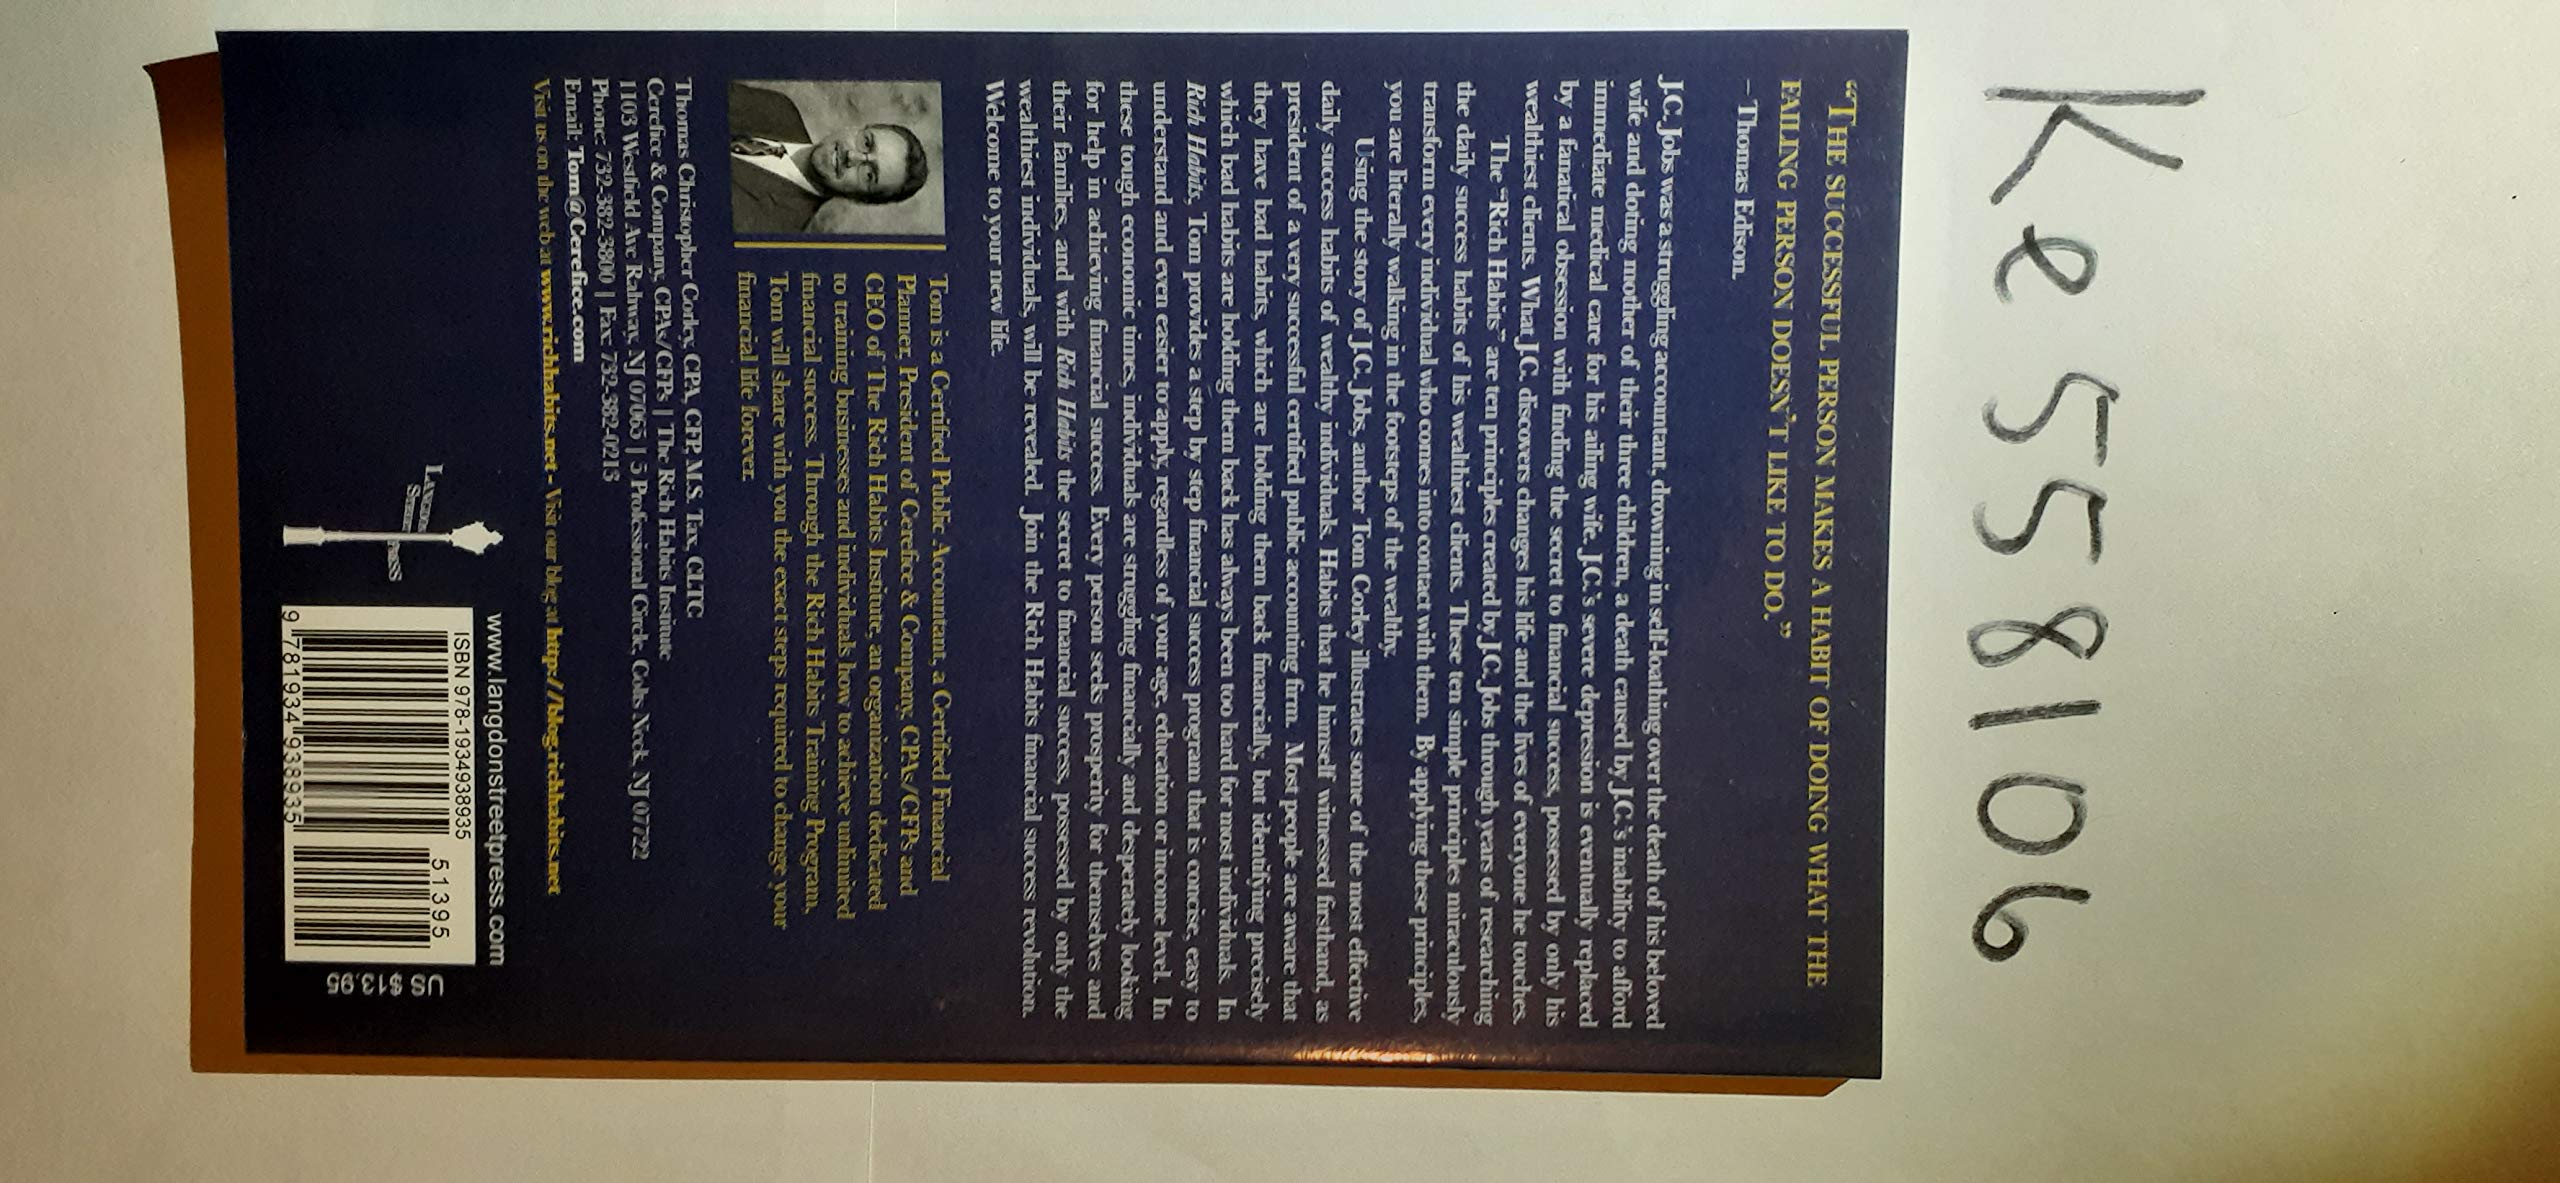 Ke558106
“THE SUCCESSFUL PERSON MAKES A HABIT OF DOING WHAT THE
FAILING PERSON DOESN'T LIKE TO DO.”
– Thomas Edison.
J.C. Jobs was a struggling accountant, drowning in self-loathing over the death of his beloved
wife and doting mother of their three children, a death caused by J.C.'s inability to afford
immediate medical care for his ailing wife. J.C.'s severe depression is eventually replaced
by a fanatical obsession with finding the secret to financial success, possessed by only his
wealthiest clients. What J.C. discovers changes his life and the lives of everyone he touches.
The “Rich Habits” are ten principles created by J.C. Jobs through years of researching
the daily success habits of his wealthiest clients. These ten simple principles miraculously
transform every individual who comes into contact with them. By applying these principles,
you are literally walking in the footsteps of the wealthy.
Using the story of J.C. Jobs, author Tom Corley illustrates some of the most effective
daily success habits of wealthy individuals. Habits that he himself witnessed firsthand, as
president of a very successful certified public accounting firm. Most people are aware that
they have bad habits, which are holding them back financially, but identifying precisely
which bad habits are holding them back has always been too hard for most individuals. In
Rich Habits, Tom provides a step by step financial success program that is concise, easy to
understand and even easier to apply, regardless of your age, education or income level. In
these tough economic times, individuals are struggling financially and desperately looking
for help in achieving financial success. Every person seeks prosperity for themselves and
their families, and with Rich Habits the secret to financial success, possessed by only the
wealthiest individuals, will be revealed. Join the Rich Habits financial success revolution.
Welcome to your new life.
Tom is a Certified Public Accountant, a Certified Financial
Planner, President of Cerefice & Company, CPAs/CFPs and
CEO of The Rich Habits Institute, an organization dedicated
to training businesses and individuals how to achieve unlimited
financial success. Through the Rich Habits Training Program,
Tom will share with you the exact steps required to change your
financial life forever.
Thomas Christopher Corley, CPA, CFP, M.S. Tax, CLTC
Cerefice & Company, CPAs/CFPs | The Rich Habits Institute
1103 Westfield Ave Rahway, NJ 07065 | 5 Professional Circle, Colts Neck, NJ 07722
Phone: 732-382-3800 | Fax: 732-382-0213
Email: Tom@Cerefice.com
Visit us on the web at www.richhabits.net - Visit our blog at http://blog.richhabits.net
LANGDON
STREET PRESS
www.langdonstreetpress.com
ISBN 978-1934938935
51395
9 781934 938935
US $13.95